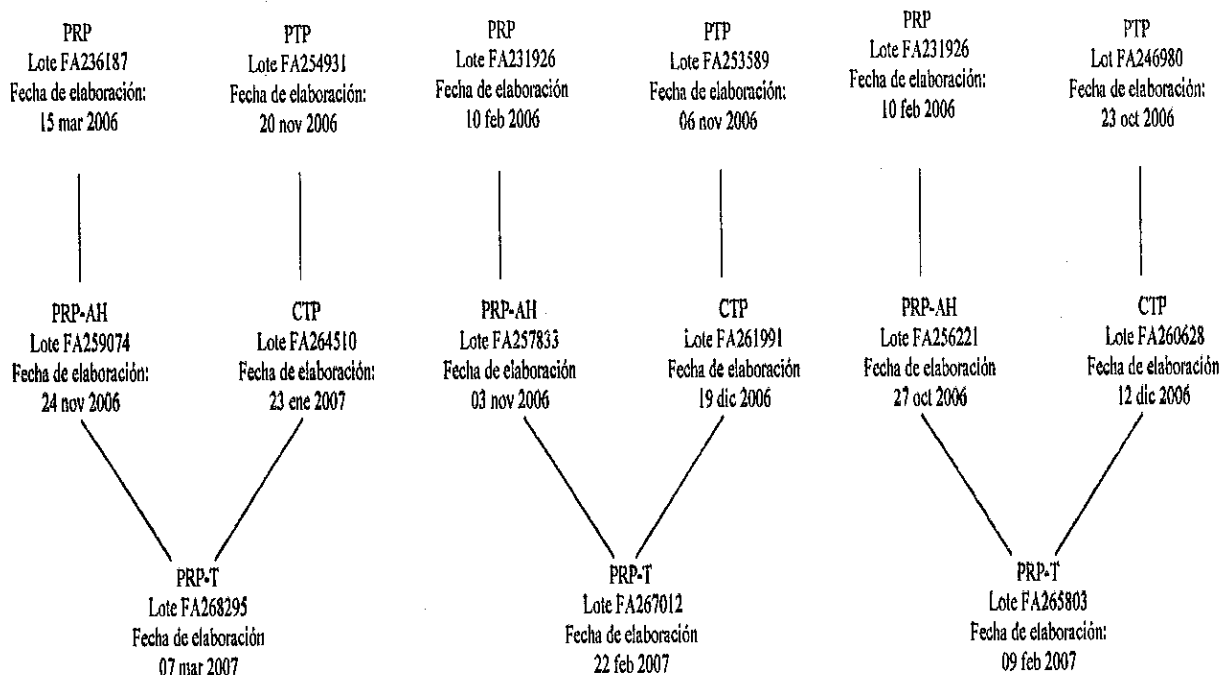 PRP
Lote FA236187
Fecha de elaboración:
15 mar 2006
PTP
Lote FA254931
Fecha de elaboración:
20 nov 2006
PRP
Lote FA231926
Fecha de elaboración
10 feb 2006
PTP
Lote FA253589
Fecha de elaboración:
06 nov 2006
PRP
Lote FA231926
Fecha de elaboración:
10 feb 2006
PTP
Lot FA246980
Fecha de elaboración:
23 oct 2006
PRP-AH
Lote FA259074
Fecha de elaboración:
24 nov 2006
CTP
Lote FA264510
Fecha de elaboración:
23 ene 2007
PRP-AH
Lote FA257833
Fecha de elaboración
03 nov 2006
CTP
Lote FA261991
Fecha de elaboración
19 dic 2006
PRP-AH
Lote FA256221
Fecha de elaboración
27 oct 2006
CTP
Lote FA260628
Fecha de elaboración
12 dic 2006
PRP-T
Lote FA268295
Fecha de elaboración
07 mar 2007
PRP-T
Lote FA267012
Fecha de elaboración
22 feb 2007
PRP-T
Lote FA265803
Fecha de elaboración:
09 feb 2007